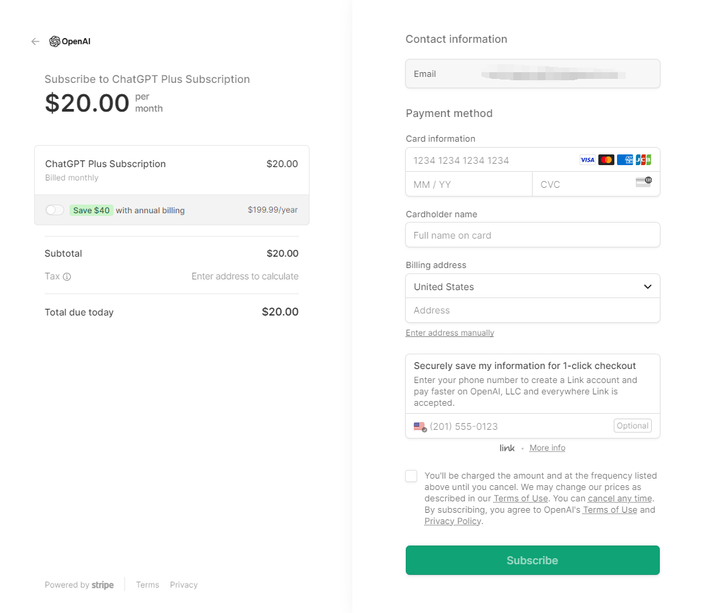 OpenAI
Subscribe to ChatGPT Plus Subscription
$20.00 per
month
ChatGPT Plus Subscription $20.00
Billed monthly
Save $40 with annual billing $199.99/year
Subtotal $20.00
Tax Enter address to calculate
Total due today $20.00
Powered by stripe Terms Privacy
Contact information
Email
Payment method
Card information
1234 1234 1234 1234 VISA
MM / YY CVC
Cardholder name
Full name on card
Billing address
United States
Address
Enter address manually
Securely save my information for 1-click checkout
Enter your phone number to create a Link account and
pay faster on OpenAI, LLC and everywhere Link is
accepted.
(201) 555-0123 Optional
link · More info
You'll be charged the amount and at the frequency listed
above until you cancel. We may change our prices as
described in our Terms of Use. You can cancel any time.
By subscribing, you agree to OpenAI's Terms of Use and
Privacy Policy.
Subscribe